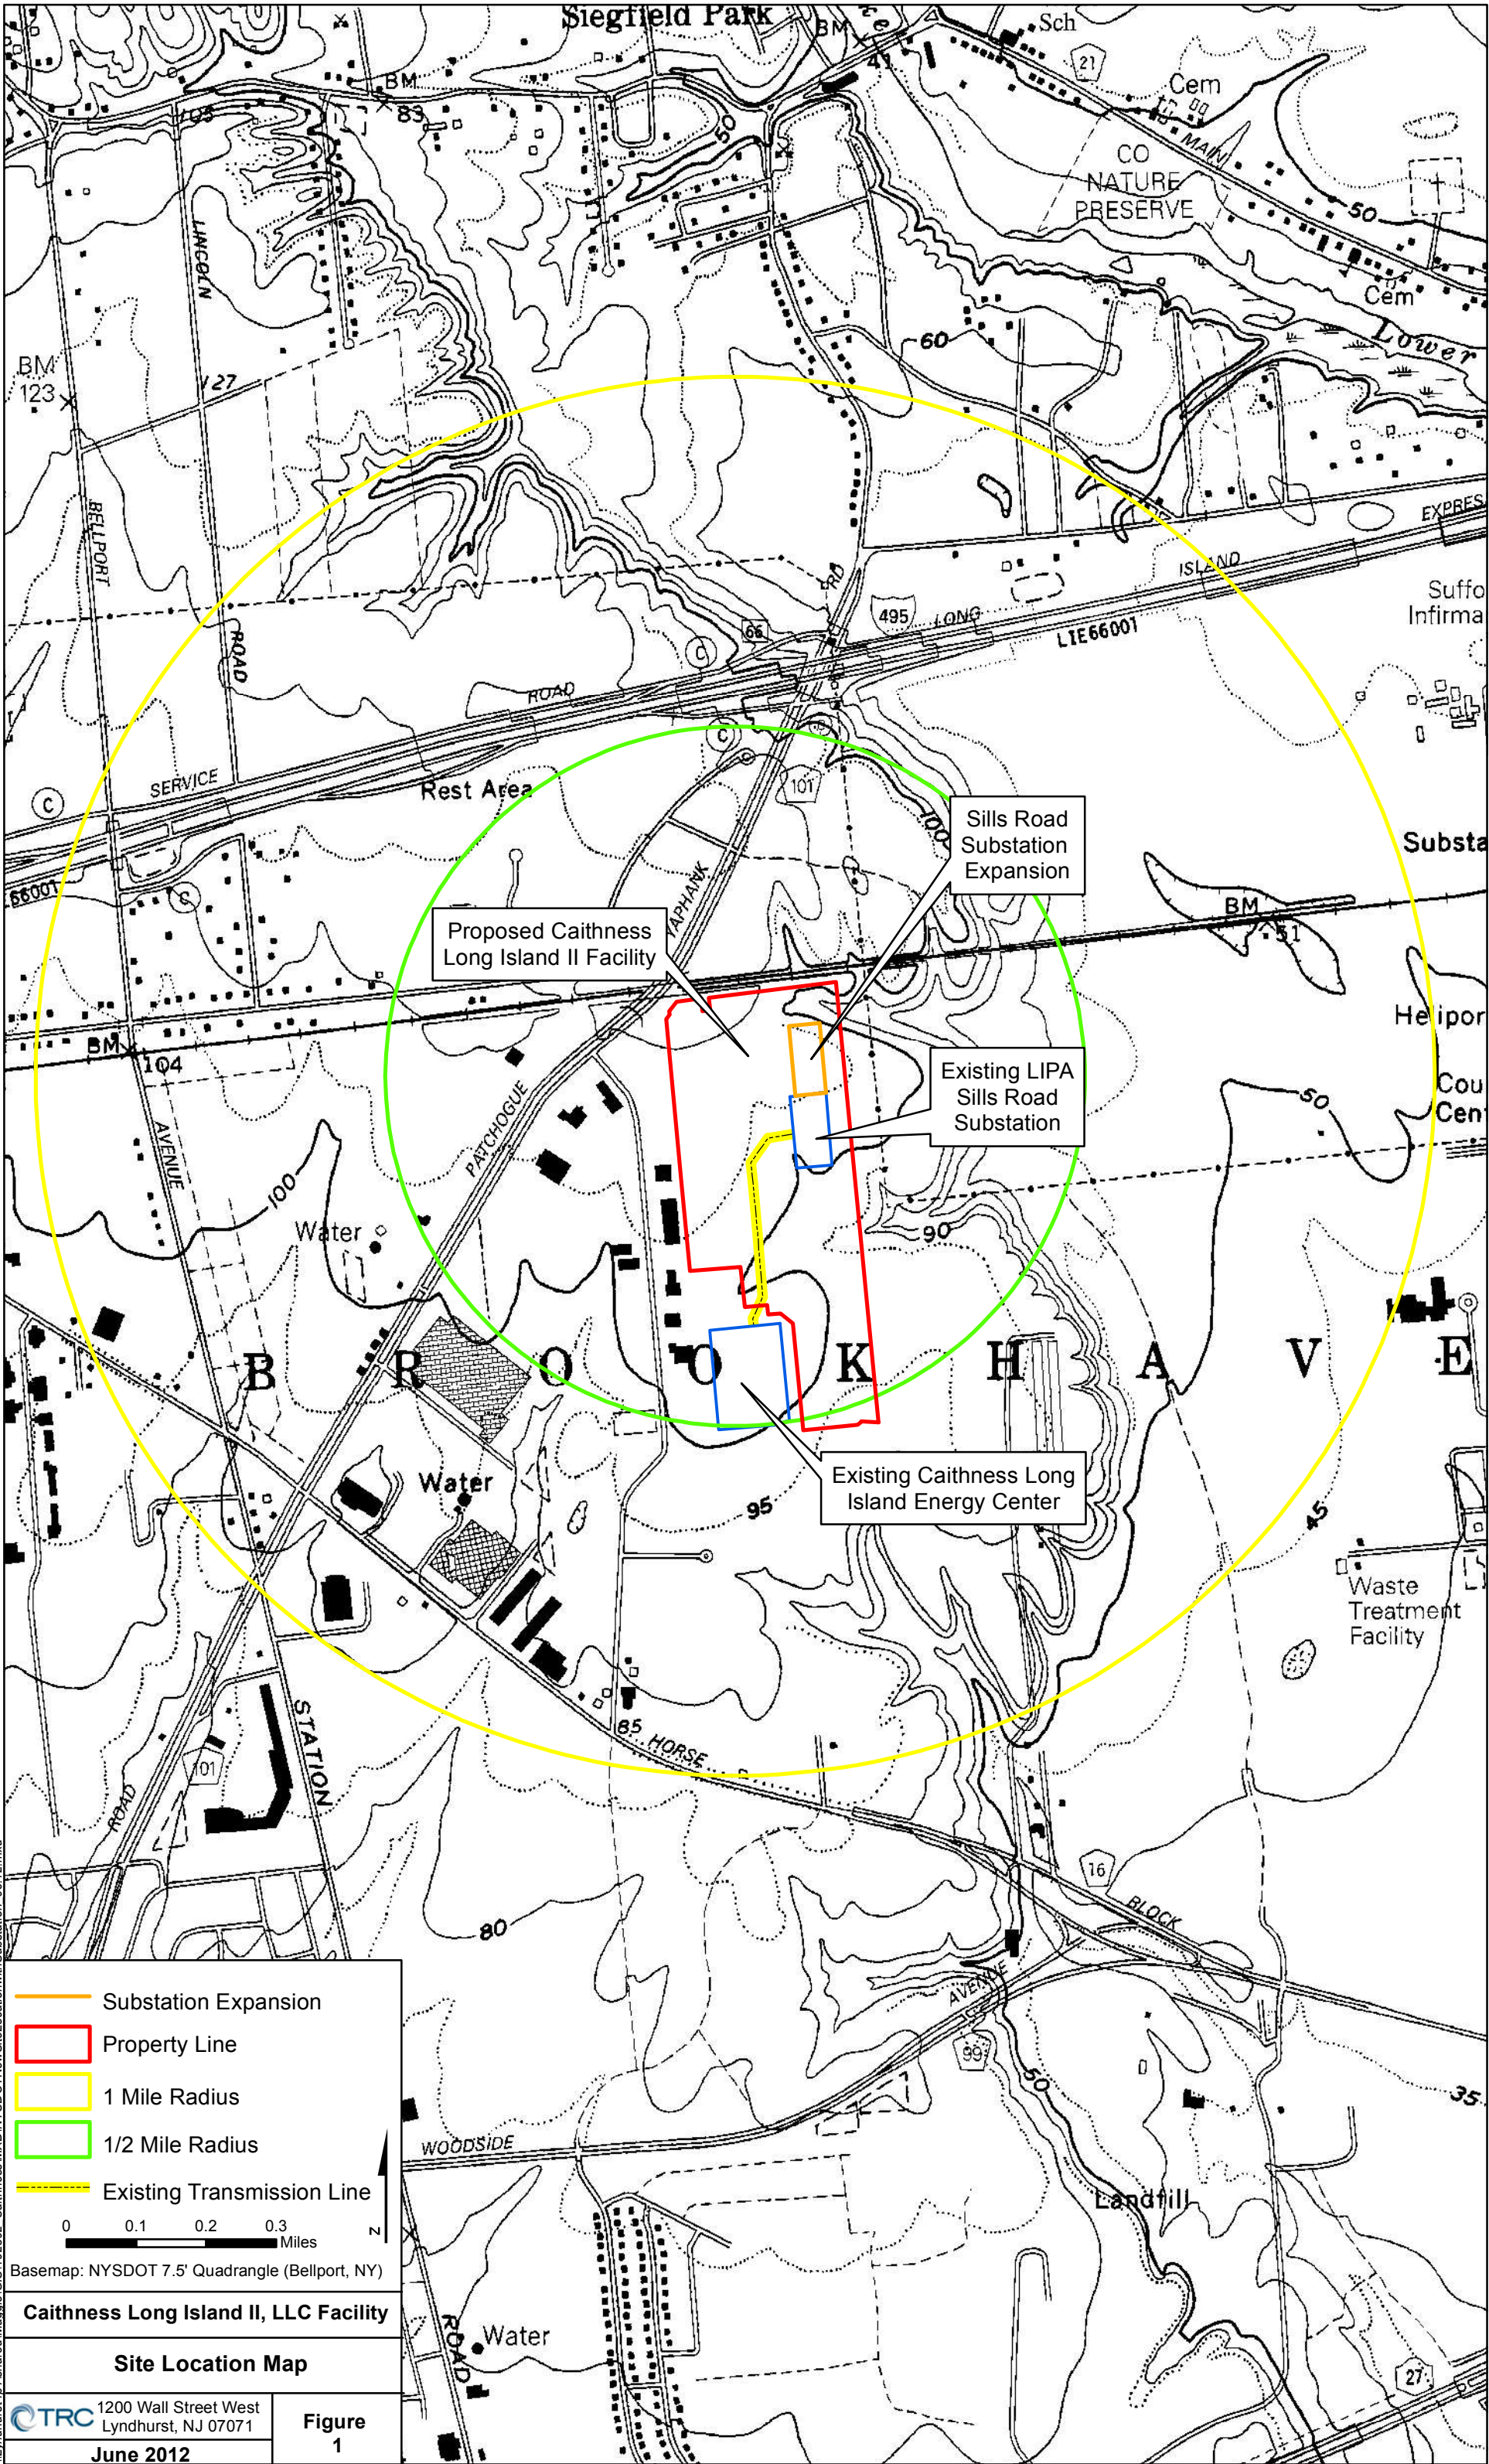 Siegfield Park
BM
41
Sch
21
Cem
BM
83
105
50
MAIN
CO
NATURE
PRESERVE
50
LINCOLN
Cem
Lower
60
BM
123
127
BELLPORT
EXPRES
ISLAND
Suffo
Infirma
RD
495
LONG
LIE66001
66
C
ROAD
ROAD
C
SERVICE
Rest Area
101
C
100
Sills Road
Substation
Expansion
Substa
66001
C
YAPHANK
BM
51
Proposed Caithness
Long Island II Facility
Helipor
BM
104
Existing LIPA
Sills Road
Substation
Cou
Cen
50
PATCHOGUE
AVENUE
100
Water
90
B R O O K H A V E
Water
95
Existing Caithness Long
Island Energy Center
45
Waste
Treatment
Facility
STATION
85
HORSE
101
ROAD
16
BLOCK
80
AVENUE
99
50
35
WOODSIDE
Landfill
Substation Expansion
Property Line
1 Mile Radius
1/2 Mile Radius
Existing Transmission Line
0 0.1 0.2 0.3
Miles
N
Basemap: NYSDOT 7.5' Quadrangle (Bellport, NY)
Caithness Long Island II, LLC Facility
Site Location Map
TRC
1200 Wall Street West
Lyndhurst, NJ 07071
Figure
1
June 2012
ROAD
Water
27